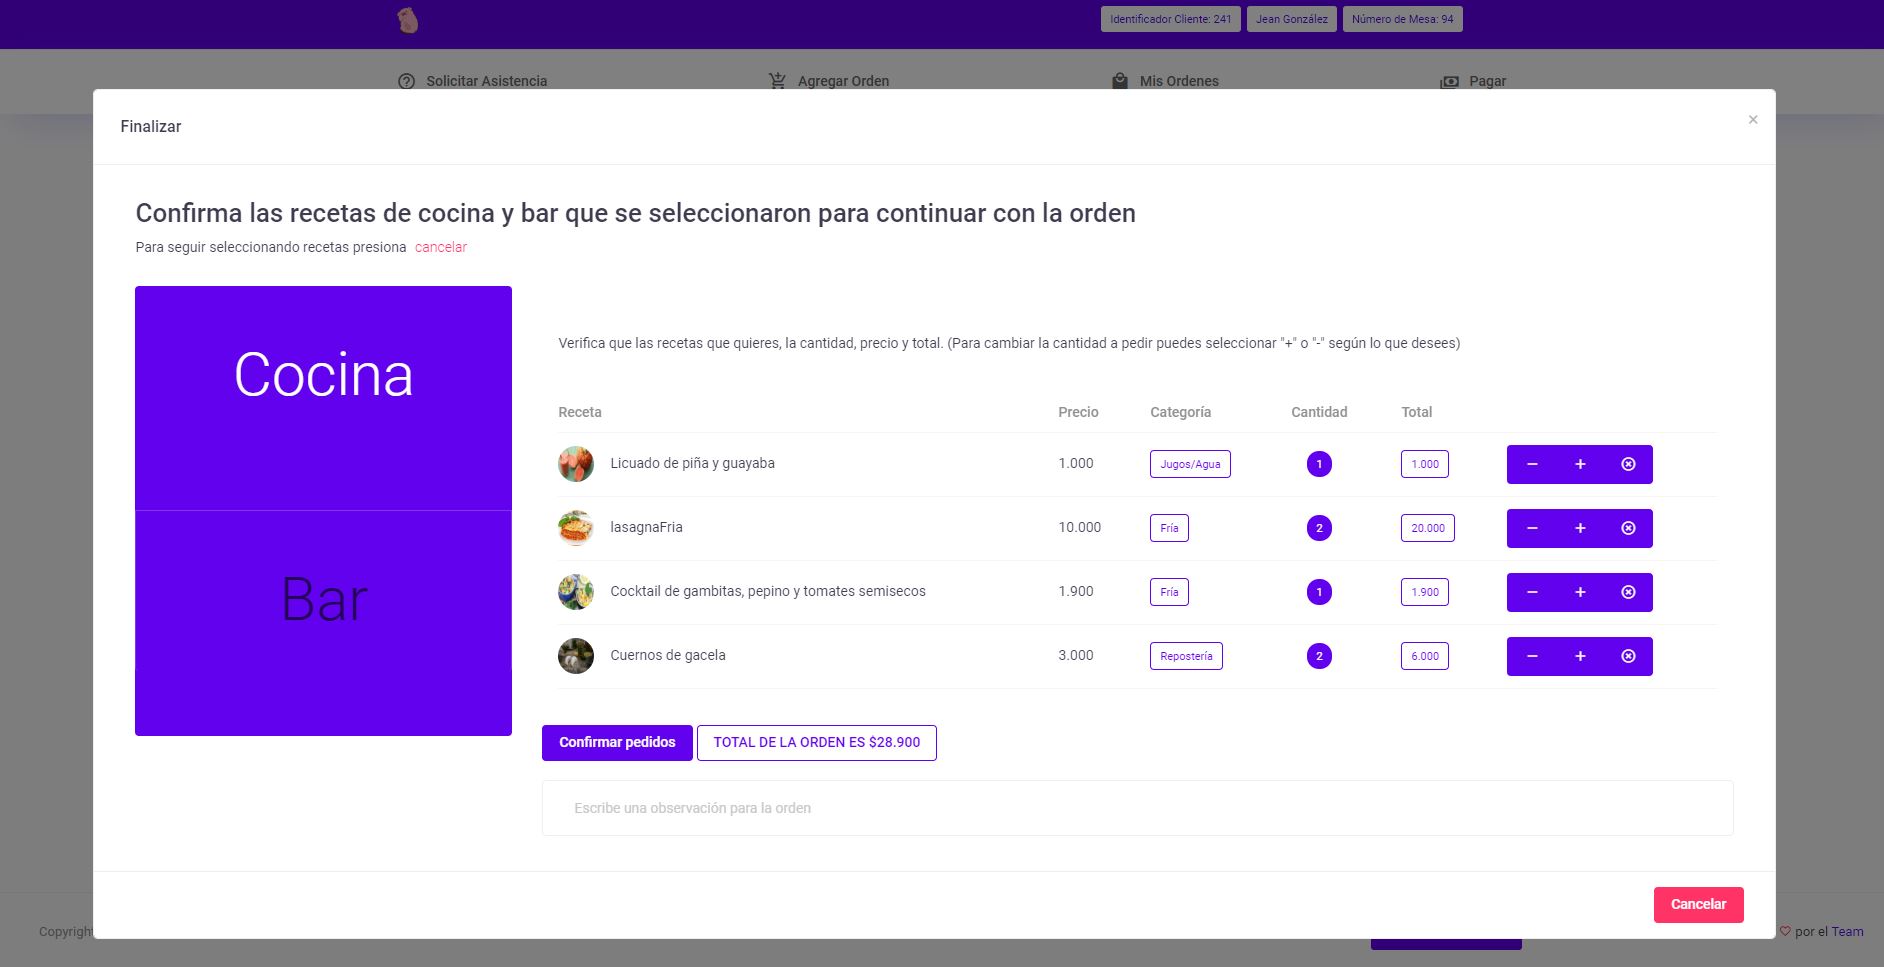 Identificador Cliente: 241 Jean González Número de Mesa: 94
Solicitar Asistencia Agregar Orden Mis Ordenes Pagar
Finalizar ×
Confirma las recetas de cocina y bar que se seleccionaron para continuar con la orden
Para seguir seleccionando recetas presiona cancelar
Cocina
Bar
Verifica que las recetas que quieres, la cantidad, precio y total. (Para cambiar la cantidad a pedir puedes seleccionar "+" o "-" según lo que desees)
Receta Precio Categoría Cantidad Total
Licuado de piña y guayaba 1.000 Jugos/Agua 1 1.000 − +
lasagnaFria 10.000 Fría 2 20.000 − +
Cocktail de gambitas, pepino y tomates semisecos 1.900 Fría 1 1.900 − +
Cuernos de gacela 3.000 Repostería 2 6.000 − +
Confirmar pedidos TOTAL DE LA ORDEN ES $28.900
Escribe una observación para la orden
Cancelar
Copyright por el Team